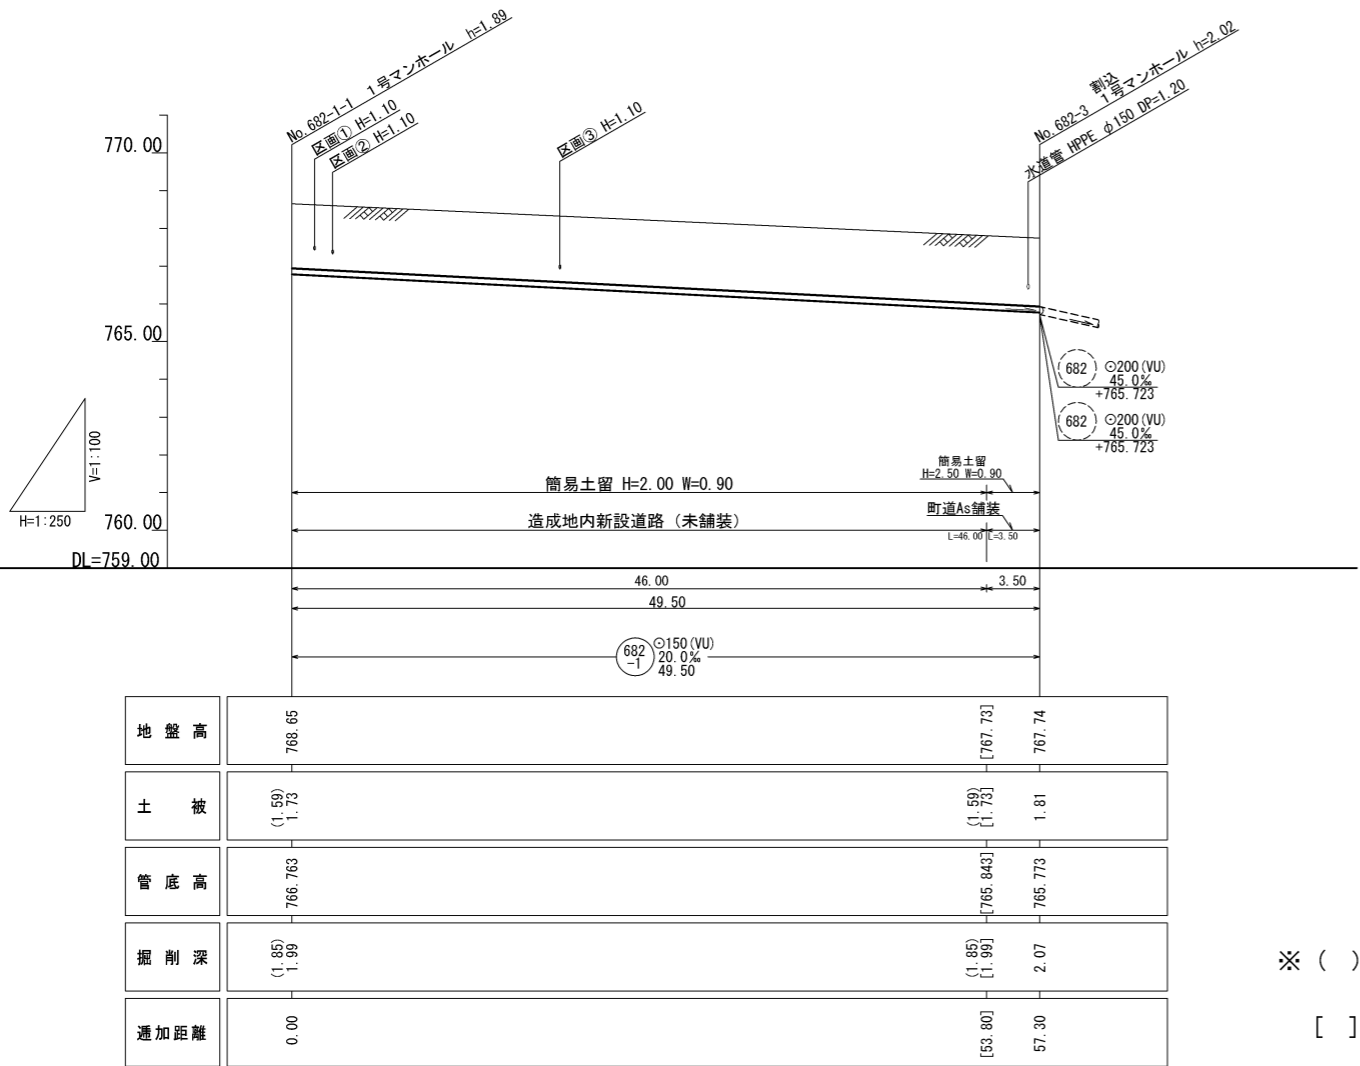 No.682-1-1 1号マンホール h=1.89
区画① H=1.10
区画② H=1.10
区画③ H=1.10
割込
No.682-3 1号マンホール h=2.02
水道管 HPPE φ150 DP=1.20
770.00
765.00
760.00
DL=759.00
V=1:100
H=1:250
682 ⊙200(VU)
45.0‰
+765.723
682 ⊙200(VU)
45.0‰
+765.723
簡易土留 H=2.00 W=0.90
簡易土留
H=2.50 W=0.90
造成地内新設道路（未舗装）
町道As舗装
L=46.00 L=3.50
46.00 3.50
49.50
682-1 ⊙150(VU)
20.0‰
49.50
地盤高 768.65 [767.73] 767.74
土被 (1.59) 1.73 (1.59) [1.73] 1.81
管底高 766.763 [765.843] 765.773
掘削深 (1.85) 1.99 (1.85) [1.99] 2.07
逓加距離 0.00 [53.80] 57.30
※（ ）
[ ]